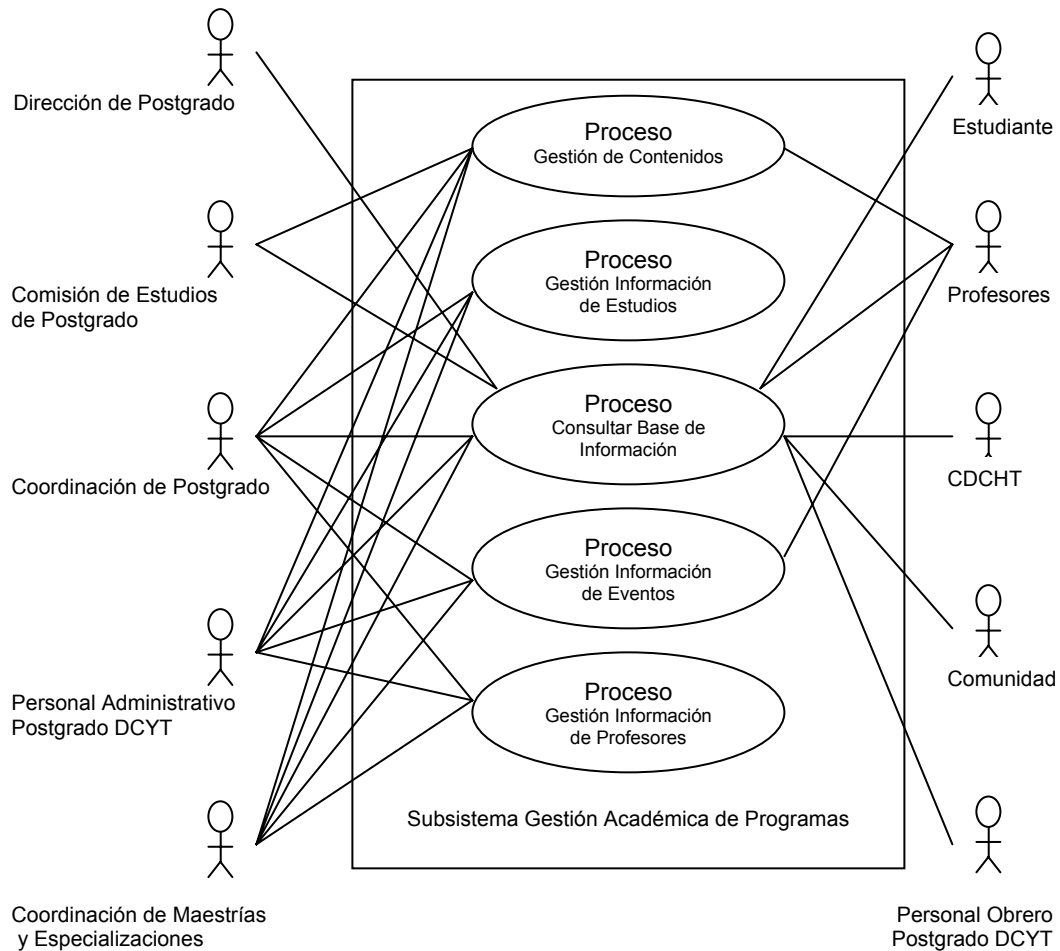 Dirección de Postgrado
Comisión de Estudios
de Postgrado
Coordinación de Postgrado
Personal Administrativo
Postgrado DCYT
Coordinación de Maestrías
y Especializaciones
Proceso
Gestión de Contenidos
Proceso
Gestión Información
de Estudios
Proceso
Consultar Base de
Información
Proceso
Gestión Información
de Eventos
Proceso
Gestión Información
de Profesores
Subsistema Gestión Académica de Programas
Estudiante
Profesores
CDCHT
Comunidad
Personal Obrero
Postgrado DCYT